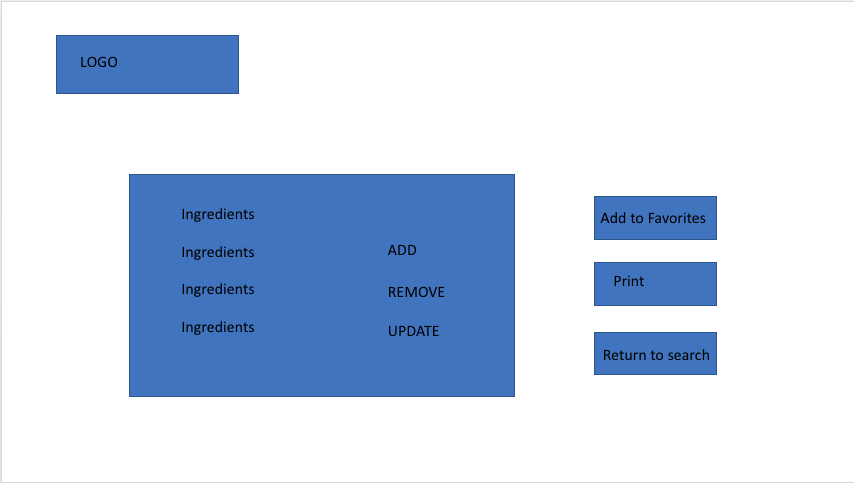 LOGO
Ingredients
Ingredients
Ingredients
Ingredients
ADD
REMOVE
UPDATE
Add to Favorites
Print
Return to search